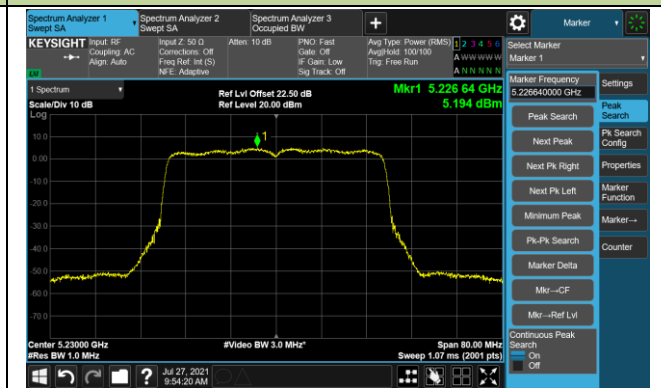 Spectrum Analyzer 1
Swept SA
Spectrum Analyzer 2
Swept SA
Spectrum Analyzer 3
Occupied BW
+
Marker
KEYSIGHT
Input: RF
Coupling: AC
Align: Auto
Input Z: 50 Ω
Corrections: Off
Freq Ref: Int (S)
NFE: Adaptive
Atten: 10 dB
PNO: Fast
Gate: Off
IF Gain: Low
Sig Track: Off
Avg Type: Power (RMS)
Avg|Hold: 100/100
Trig: Free Run
1 2 3 4 5 6
A W W W W W
A N N N N N
LU
Select Marker
Marker 1
1 Spectrum
Scale/Div 10 dB
Log
Ref Lvl Offset 22.50 dB
Ref Level 20.00 dBm
Mkr1 5.226 64 GHz
5.194 dBm
1
10.0
0.00
-10.0
-20.0
-30.0
-40.0
-50.0
-60.0
-70.0
Center 5.23000 GHz
#Res BW 1.0 MHz
#Video BW 3.0 MHz*
Span 80.00 MHz
Sweep 1.07 ms (2001 pts)
Marker Frequency
5.226640000 GHz
Peak Search
Next Peak
Next Pk Right
Next Pk Left
Minimum Peak
Pk-Pk Search
Marker Delta
Mkr→CF
Mkr→Ref Lvl
Continuous Peak
Search
On
Off
Settings
Peak
Search
Pk Search
Config
Properties
Marker
Function
Marker→
Counter
?
Jul 27, 2021
9:54:20 AM